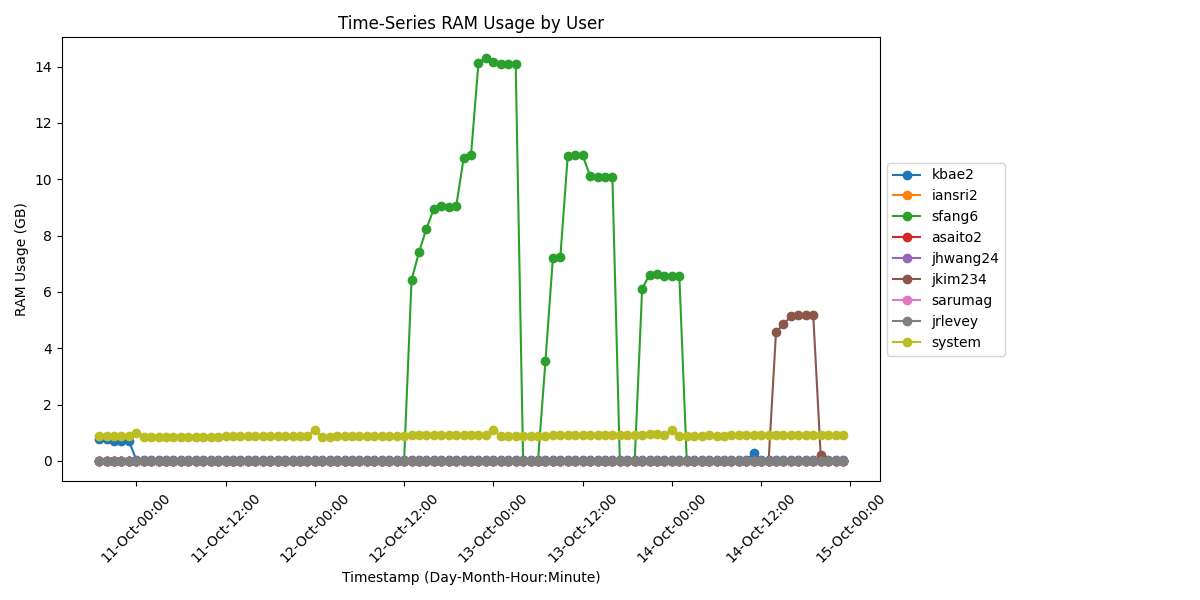 Time-Series RAM Usage by User
RAM Usage (GB)
14
12
10
8
6
4
2
0
11-Oct-00:00
11-Oct-12:00
12-Oct-00:00
12-Oct-12:00
13-Oct-00:00
13-Oct-12:00
14-Oct-00:00
14-Oct-12:00
15-Oct-00:00
Timestamp (Day-Month-Hour:Minute)
kbae2
iansri2
sfang6
asaito2
jhwang24
jkim234
sarumag
jrlevey
system